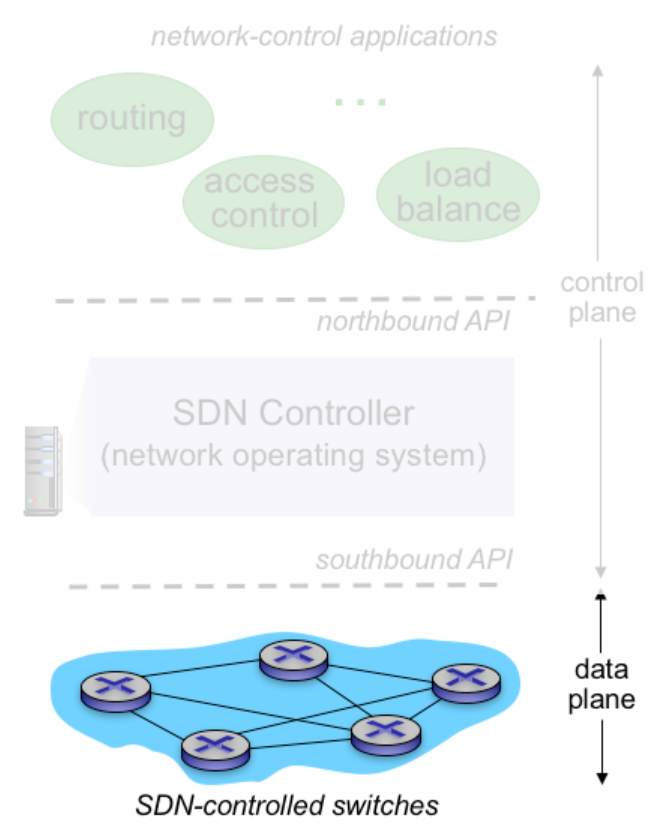 network-control applications
routing
...
access
control
load
balance
control
plane
northbound API
SDN Controller
(network operating system)
southbound API
data
plane
SDN-controlled switches